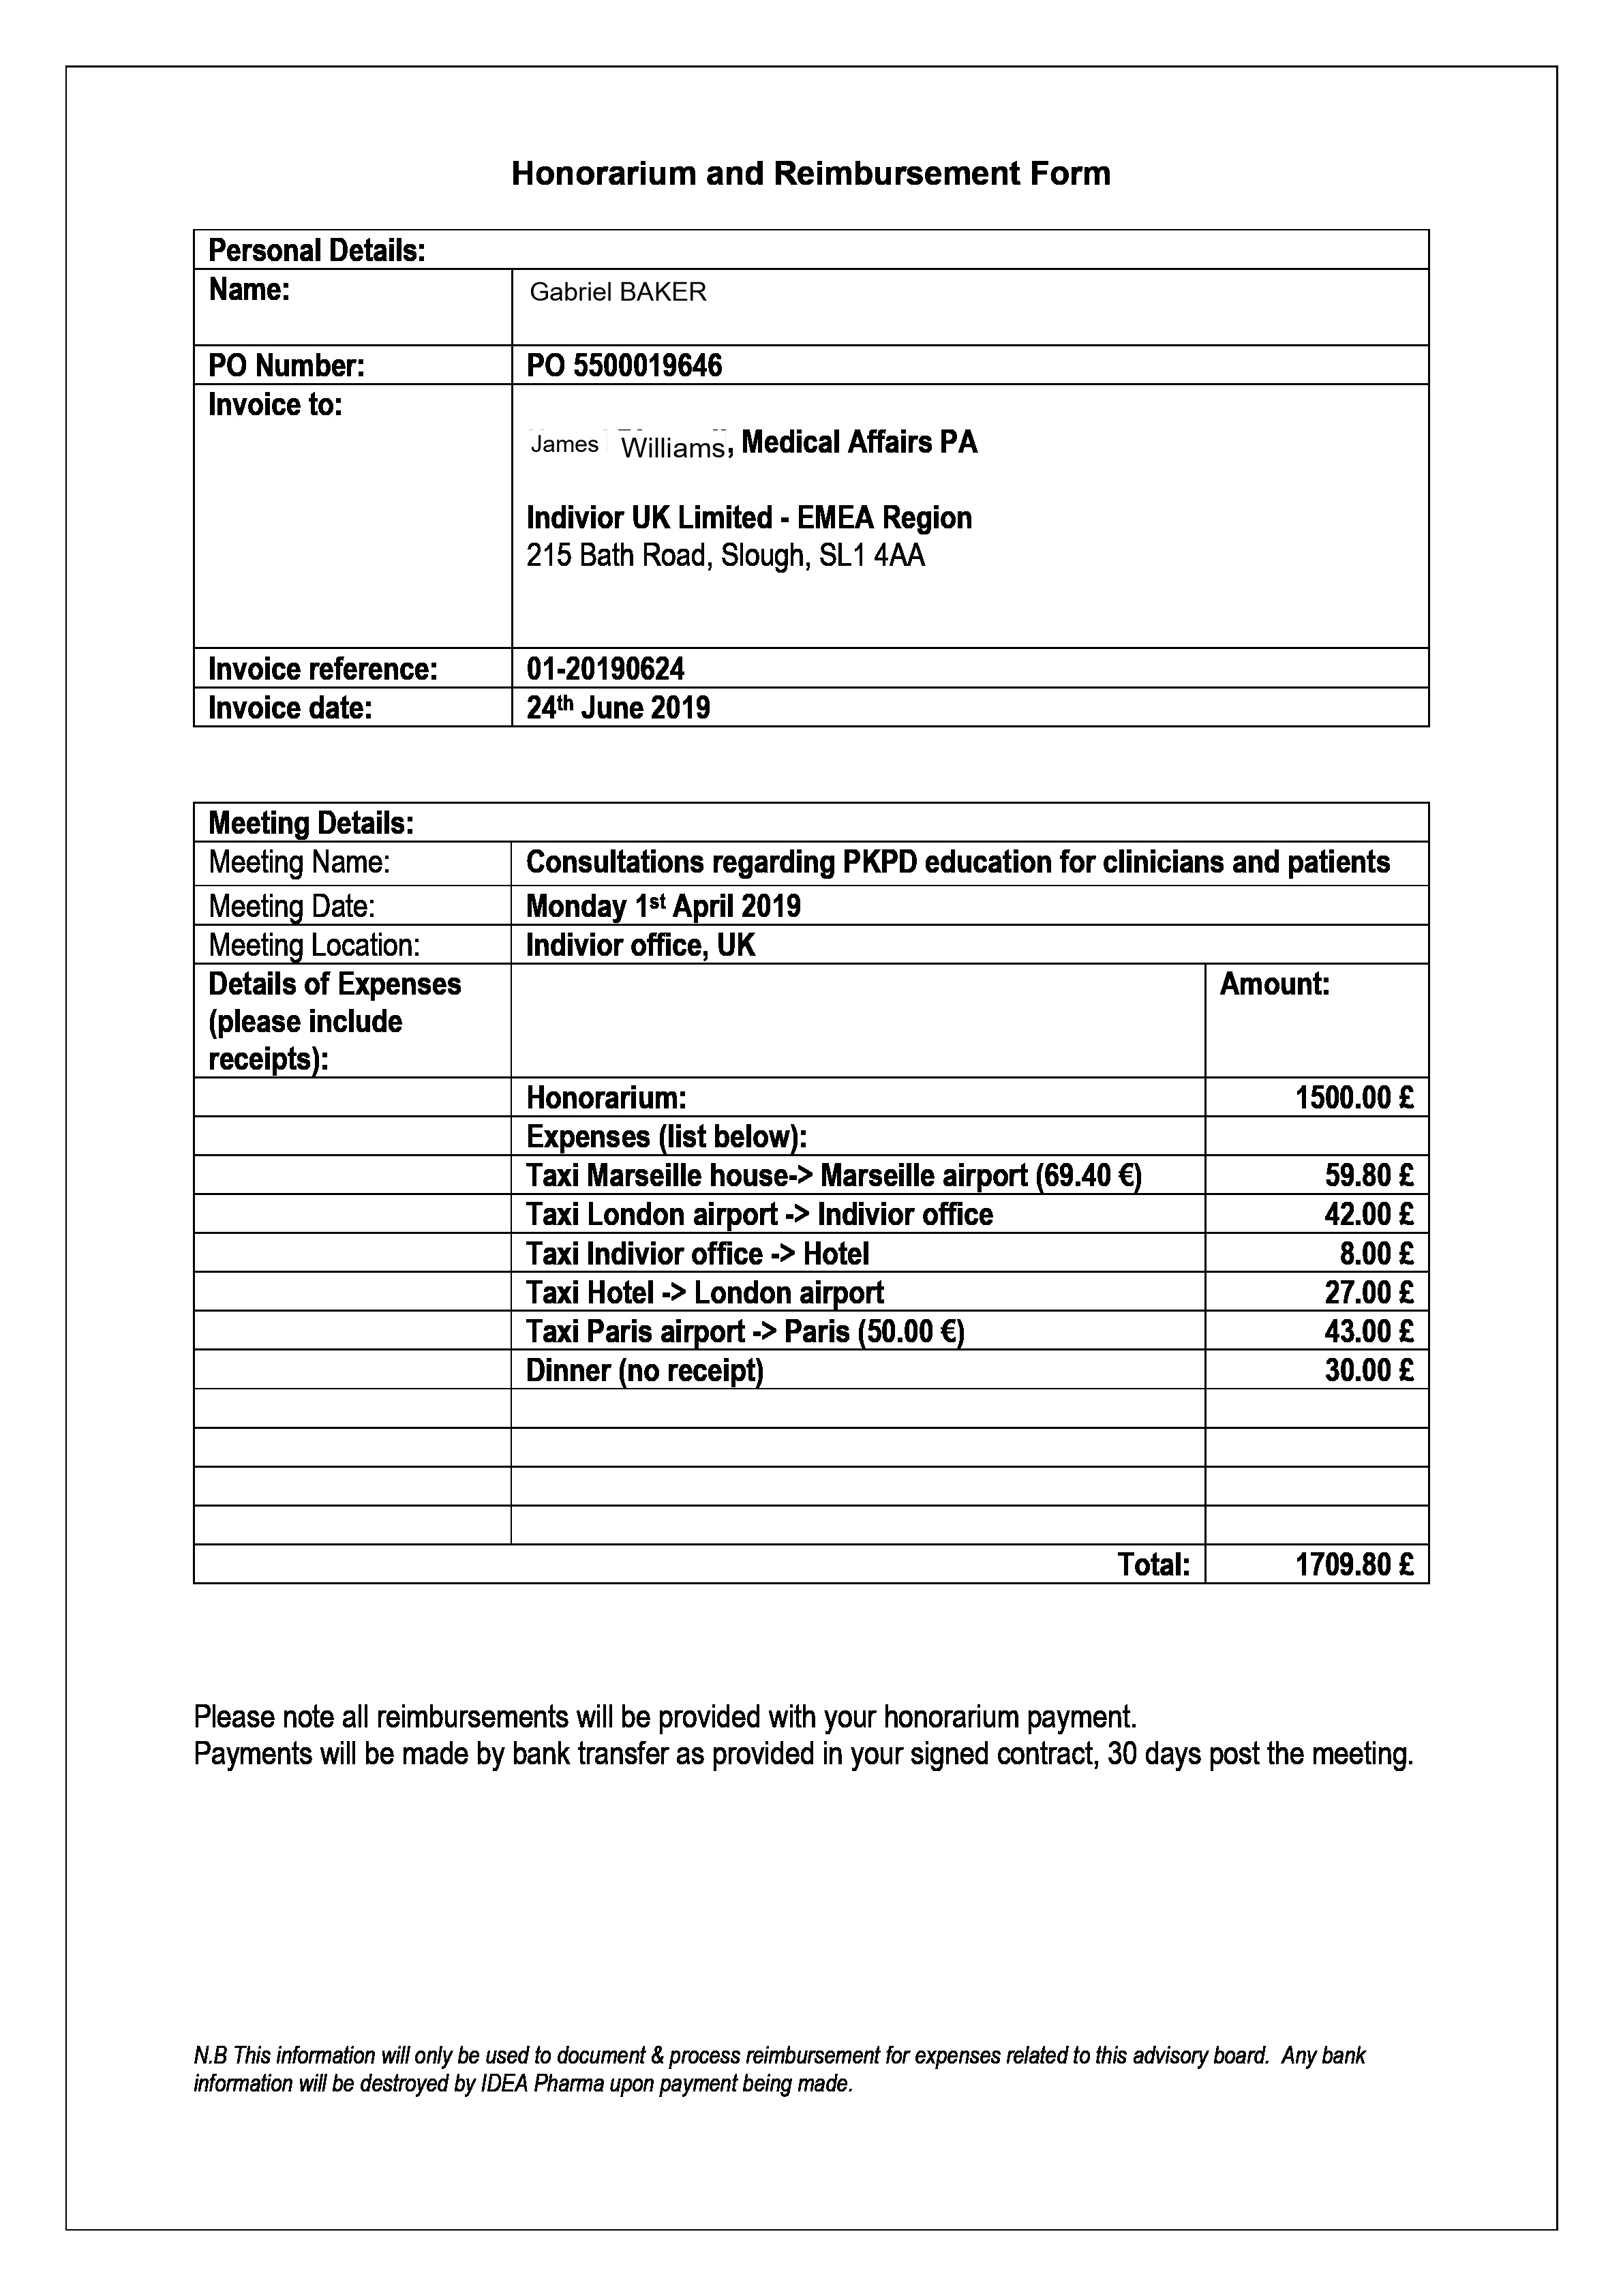 Honorarium and Reimbursement Form
Personal Details:
Name: Gabriel BAKER
PO Number: PO 5500019646
Invoice to:
James Williams, Medical Affairs PA
Indivior UK Limited - EMEA Region
215 Bath Road, Slough, SL1 4AA
Invoice reference: 01-20190624
Invoice date: 24th June 2019
Meeting Details:
Meeting Name: Consultations regarding PKPD education for clinicians and patients
Meeting Date: Monday 1st April 2019
Meeting Location: Indivior office, UK
Details of Expenses Amount:
(please include
receipts):
Honorarium: 1500.00 £
Expenses (list below):
Taxi Marseille house-> Marseille airport (69.40 €) 59.80 £
Taxi London airport -> Indivior office 42.00 £
Taxi Indivior office -> Hotel 8.00 £
Taxi Hotel -> London airport 27.00 £
Taxi Paris airport -> Paris (50.00 €) 43.00 £
Dinner (no receipt) 30.00 £
Total: 1709.80 £
Please note all reimbursements will be provided with your honorarium payment.
Payments will be made by bank transfer as provided in your signed contract, 30 days post the meeting.
N.B This information will only be used to document & process reimbursement for expenses related to this advisory board. Any bank
information will be destroyed by IDEA Pharma upon payment being made.